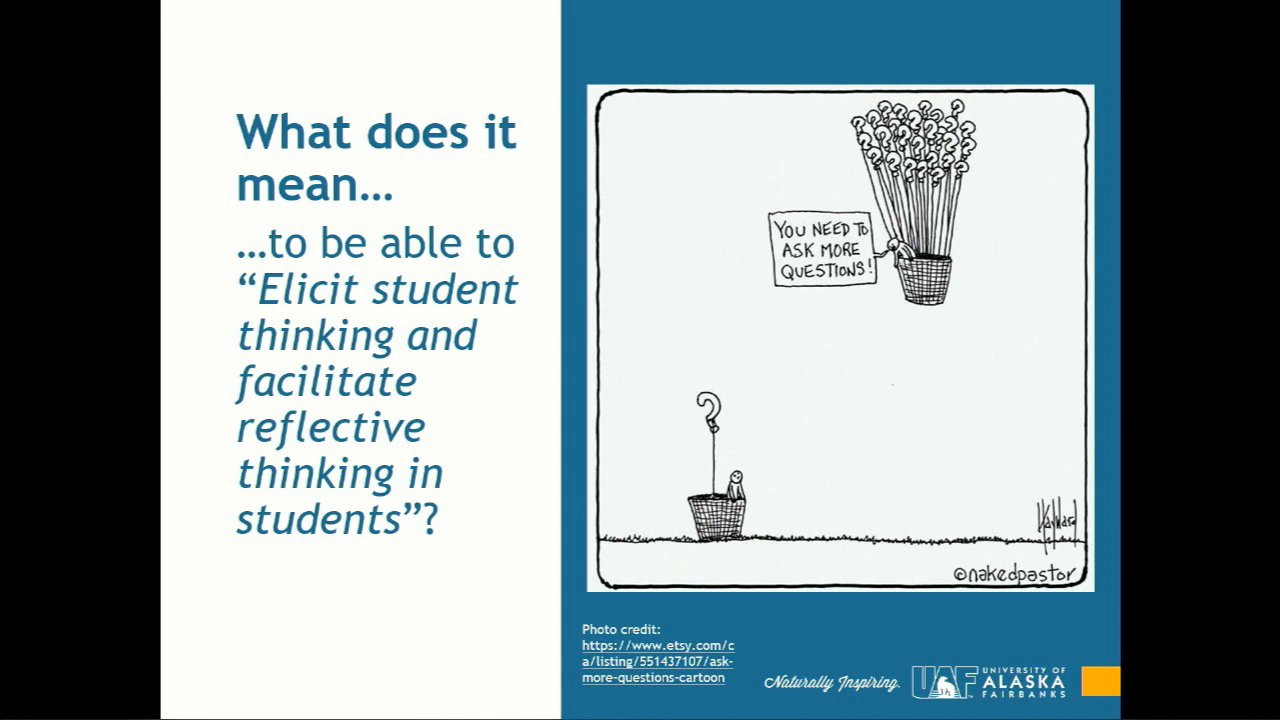 What does it
mean…
…to be able to
“Elicit student
thinking and
facilitate
reflective
thinking in
students”?
YOU NEED TO
ASK MORE
QUESTIONS!
Hayward
©nakedpastor
Photo credit:
https://www.etsy.com/c
a/listing/551437107/ask-
more-questions-cartoon
Naturally Inspiring.
UAF
UNIVERSITY OF
ALASKA
FAIRBANKS